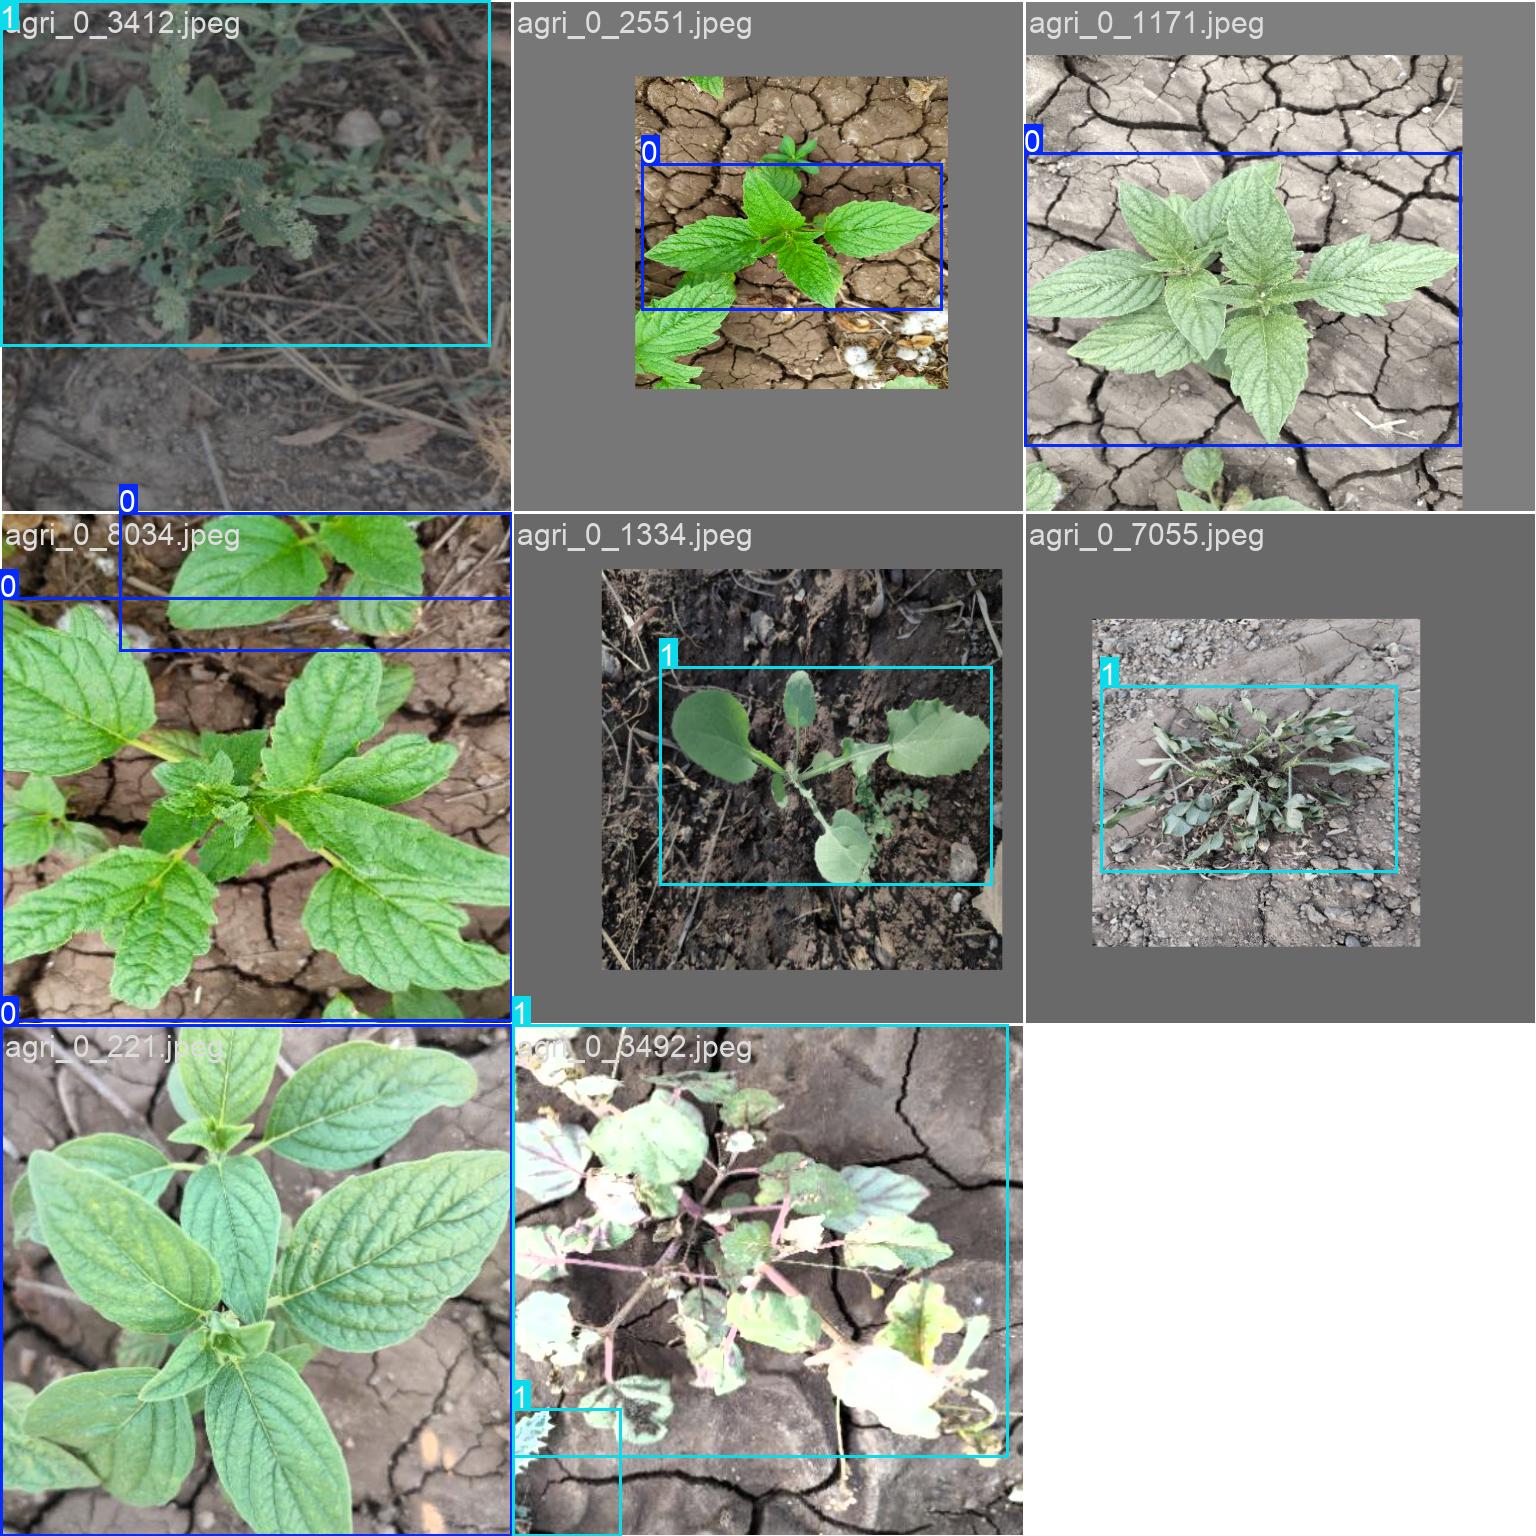 1
agri_0_3412.jpeg
agri_0_2551.jpeg
0
agri_0_1171.jpeg
0
0
agri_0_8034.jpeg
0
agri_0_1334.jpeg
1
agri_0_7055.jpeg
1
0
agri_0_221.jpeg
1
agri_0_3492.jpeg
1